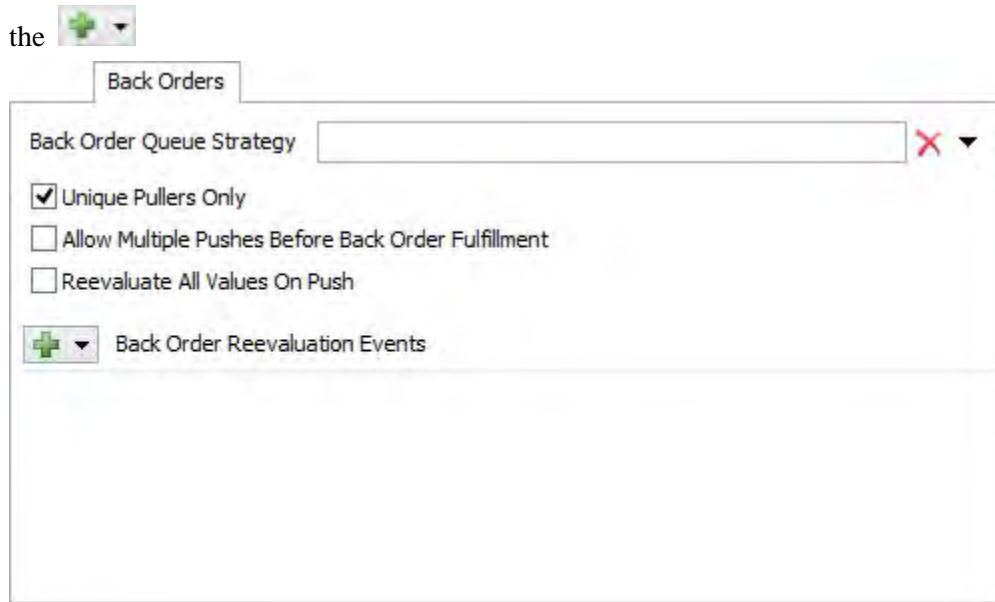 the
Back Orders
Back Order Queue Strategy
Unique Pullers Only
Allow Multiple Pushes Before Back Order Fulfillment
Reevaluate All Values On Push
Back Order Reevaluation Events